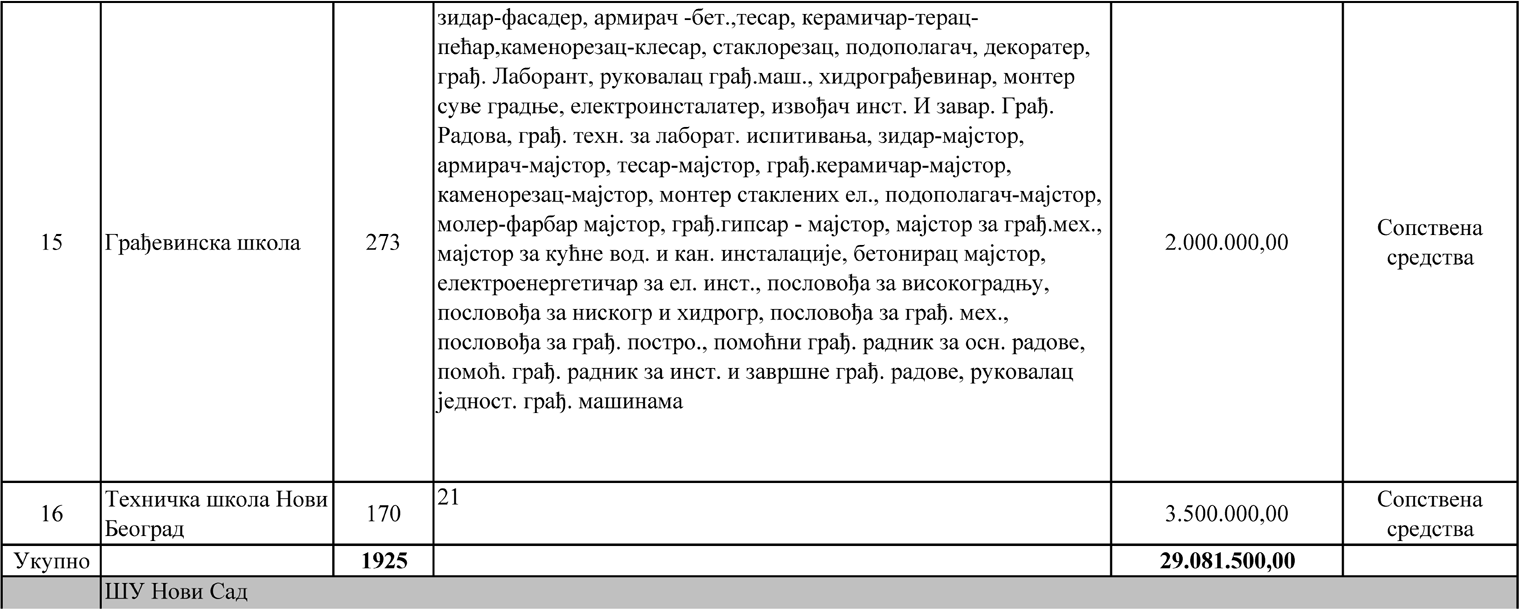 зидар-фасадер, армирач -бет.,тесар, керамичар-терац-
пећар,каменорезац-клесар, стаклорезац, подополагач, декоратер,
грађ. Лаборант, руковалац грађ.маш., хидрограђевинар, монтер
суве градње, електроинсталатер, извођач инст. И завар. Грађ.
Радова, грађ. техн. за лаборат. испитивања, зидар-мајстор,
армирач-мајстор, тесар-мајстор, грађ.керамичар-мајстор,
каменорезац-мајстор, монтер стаклених ел., подополагач-мајстор,
молер-фарбар мајстор, грађ.гипсар - мајстор, мајстор за грађ.мех.,
15 Грађевинска школа 273 2.000.000,00 Сопствена средства
мајстор за кућне вод. и кан. инсталације, бетонирац мајстор,
електроенергетичар за ел. инст., пословођа за високоградњу,
пословођа за нискогр и хидрогр, пословођа за грађ. мех.,
пословођа за грађ. постро., помоћни грађ. радник за осн. радове,
помоћ. грађ. радник за инст. и завршне грађ. радове, руковалац
једност. грађ. машинама
16 Техничка школа Нови Београд 170 21 3.500.000,00 Сопствена средства
Укупно 1925 29.081.500,00
ШУ Нови Сад